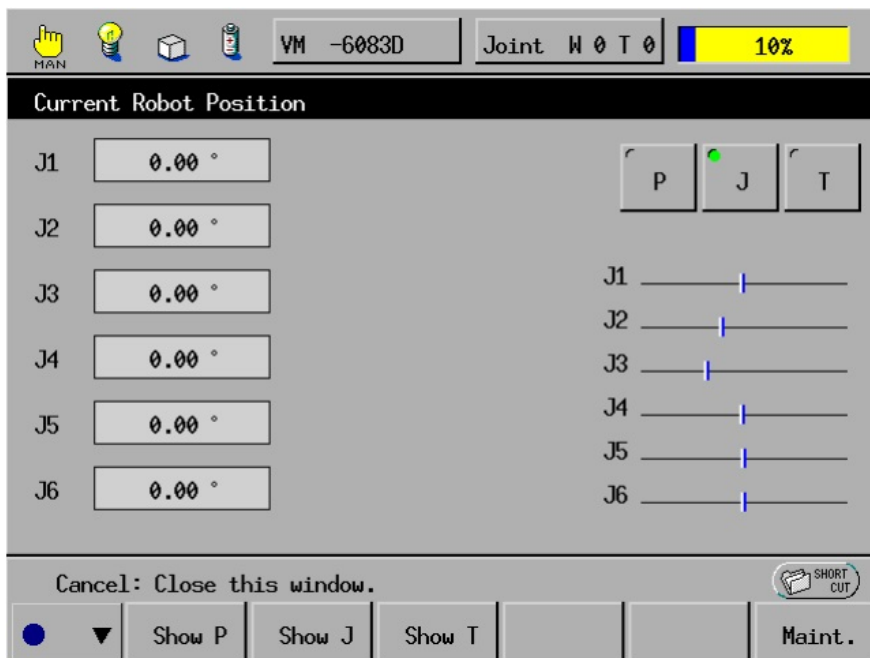 MAN
VM -6083D
Joint W 0 T 0
10%
Current Robot Position
J1 0.00 °
J2 0.00 °
J3 0.00 °
J4 0.00 °
J5 0.00 °
J6 0.00 °
P J T
J1
J2
J3
J4
J5
J6
Cancel: Close this window.
SHORT
CUT
Show P Show J Show T Maint.